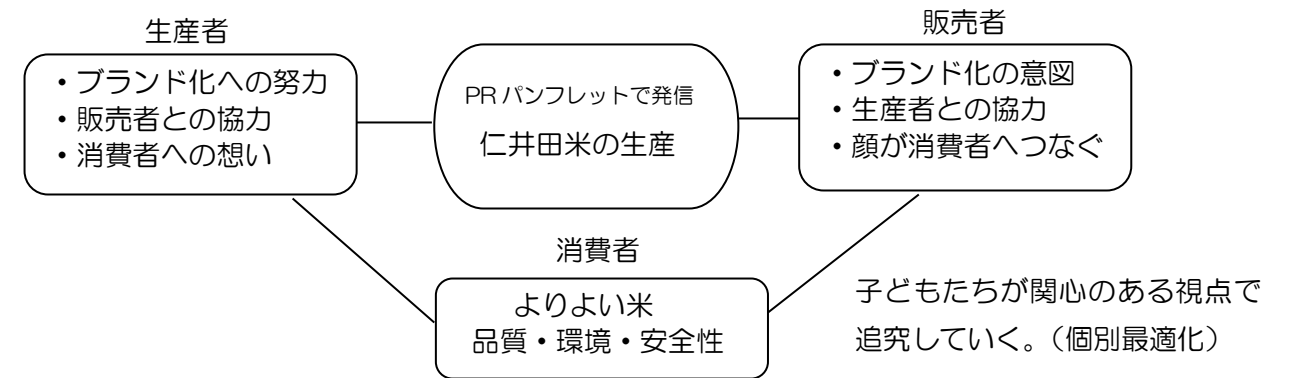 生産者
・ブランド化への努力
・販売者との協力
・消費者への想い
PRパンフレットで発信
仁井田米の生産
販売者
・ブランド化の意図
・生産者との協力
・顔が消費者へつなぐ
消費者
よりよい米
品質・環境・安全性
子どもたちが関心のある視点で
追究していく。（個別最適化）